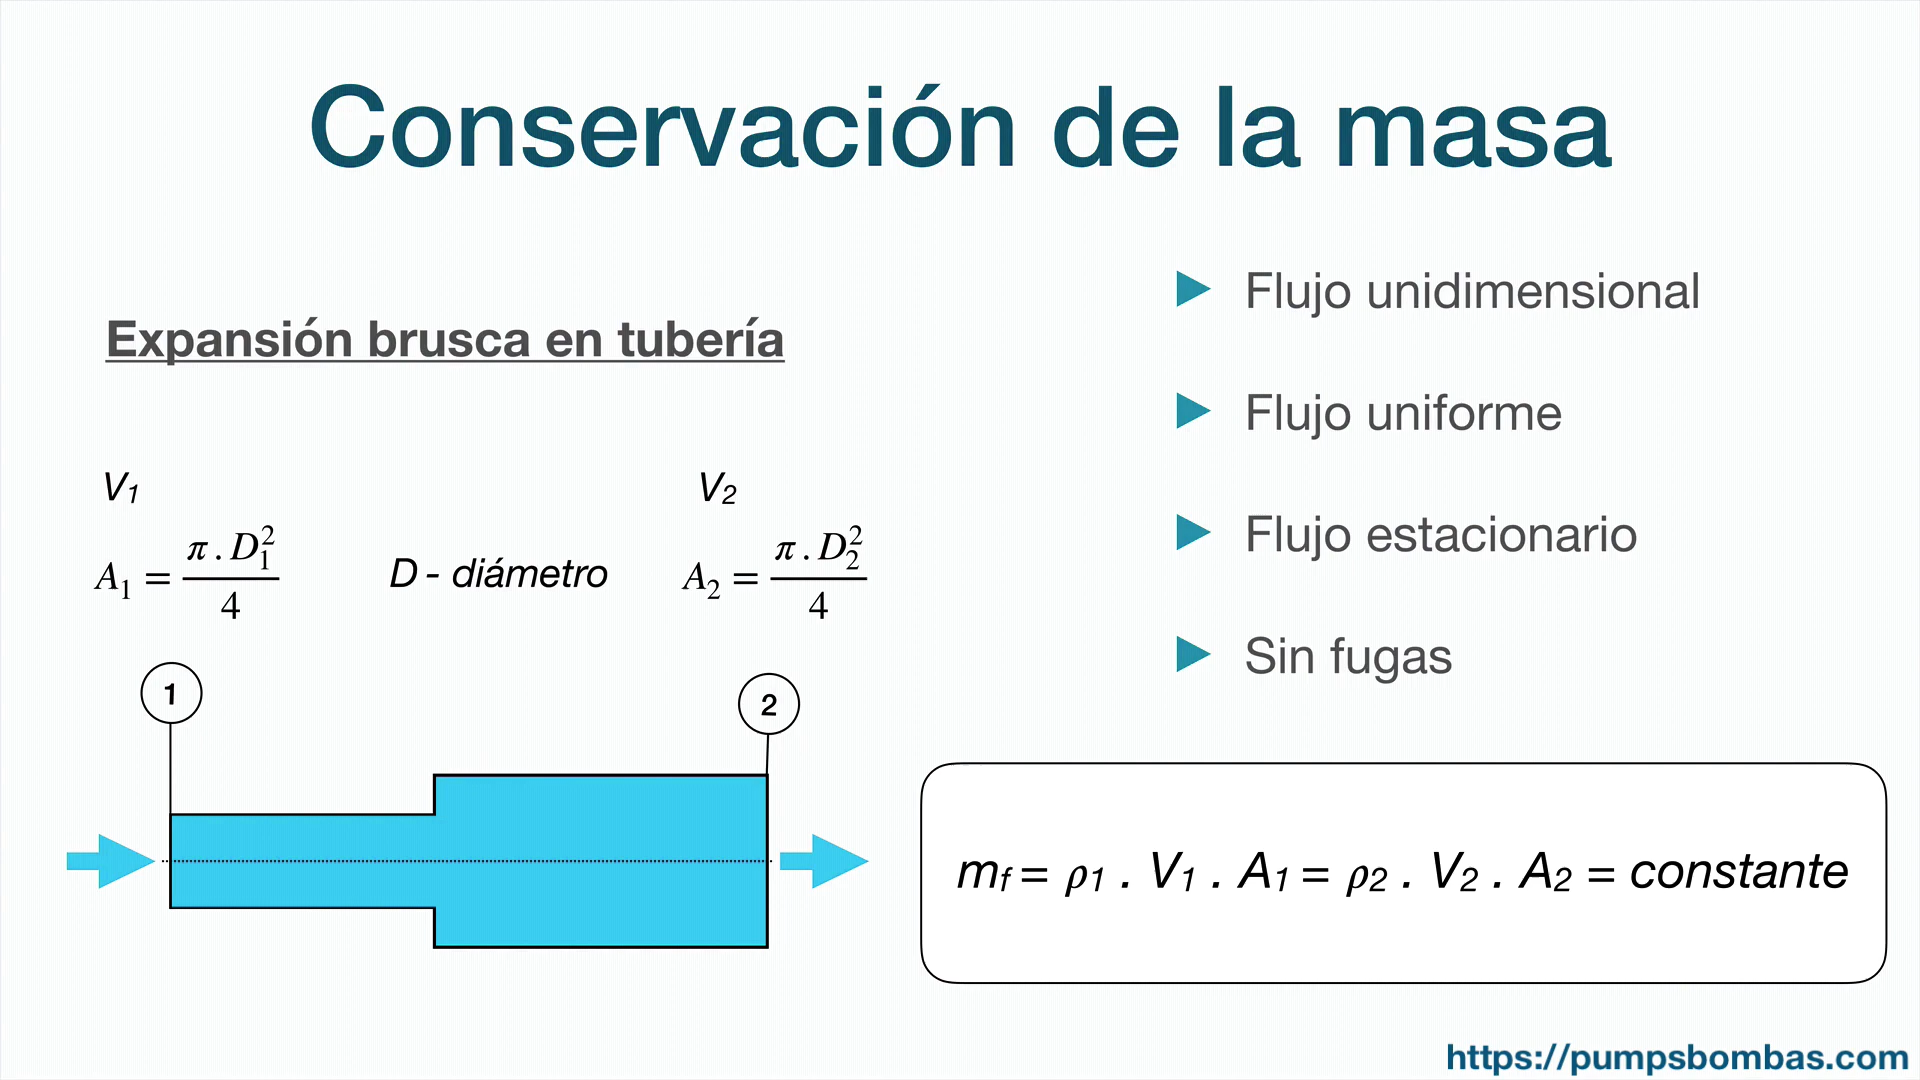 Conservación de la masa
Expansión brusca en tubería
V₁
A₁ = π . D₁² / 4
D - diámetro
V₂
A₂ = π . D₂² / 4
1
2
▶ Flujo unidimensional
▶ Flujo uniforme
▶ Flujo estacionario
▶ Sin fugas
m_f = ρ₁ . V₁ . A₁ = ρ₂ . V₂ . A₂ = constante
https://pumpsbombas.com